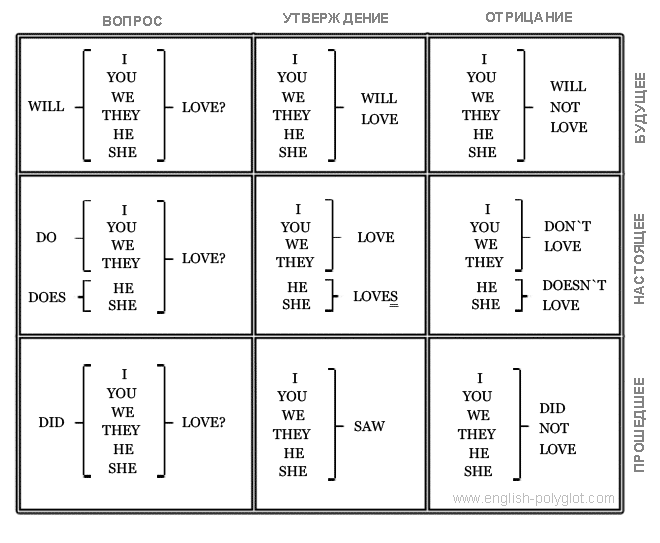 ВОПРОС
УТВЕРЖДЕНИЕ
ОТРИЦАНИЕ
WILL
I
YOU
WE
THEY
HE
SHE
LOVE?
I
YOU
WE
THEY
HE
SHE
WILL
LOVE
I
YOU
WE
THEY
HE
SHE
WILL
NOT
LOVE
БУДУЩЕЕ
DO
I
YOU
WE
THEY
DOES
HE
SHE
LOVE?
I
YOU
WE
THEY
LOVE
HE
SHE
LOVES
I
YOU
WE
THEY
DON`T
LOVE
HE
SHE
DOESN`T
LOVE
НАСТОЯЩЕЕ
DID
I
YOU
WE
THEY
HE
SHE
LOVE?
I
YOU
WE
THEY
HE
SHE
SAW
I
YOU
WE
THEY
HE
SHE
DID
NOT
LOVE
ПРОШЕДШЕЕ
www.english-polyglot.com